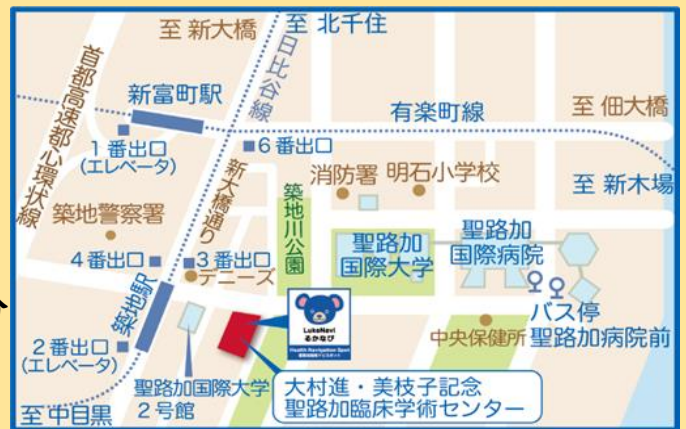 至 新大橋
至 北千住
日比谷線
首都高速都心環状線
新富町駅
有楽町線
至 佃大橋
1番出口
(エレベータ)
6番出口
新大橋通り
消防署
明石小学校
至 新木場
築地警察署
築地川公園
聖路加
国際大学
聖路加
国際病院
4番出口
3番出口
デニーズ
築地駅
LukeNavi
るかなび
バス停
聖路加病院前
中央保健所
2番出口
(エレベータ)
聖路加国際大学
2号館
大村進・美枝子記念
聖路加臨床学術センター
至 中目黒